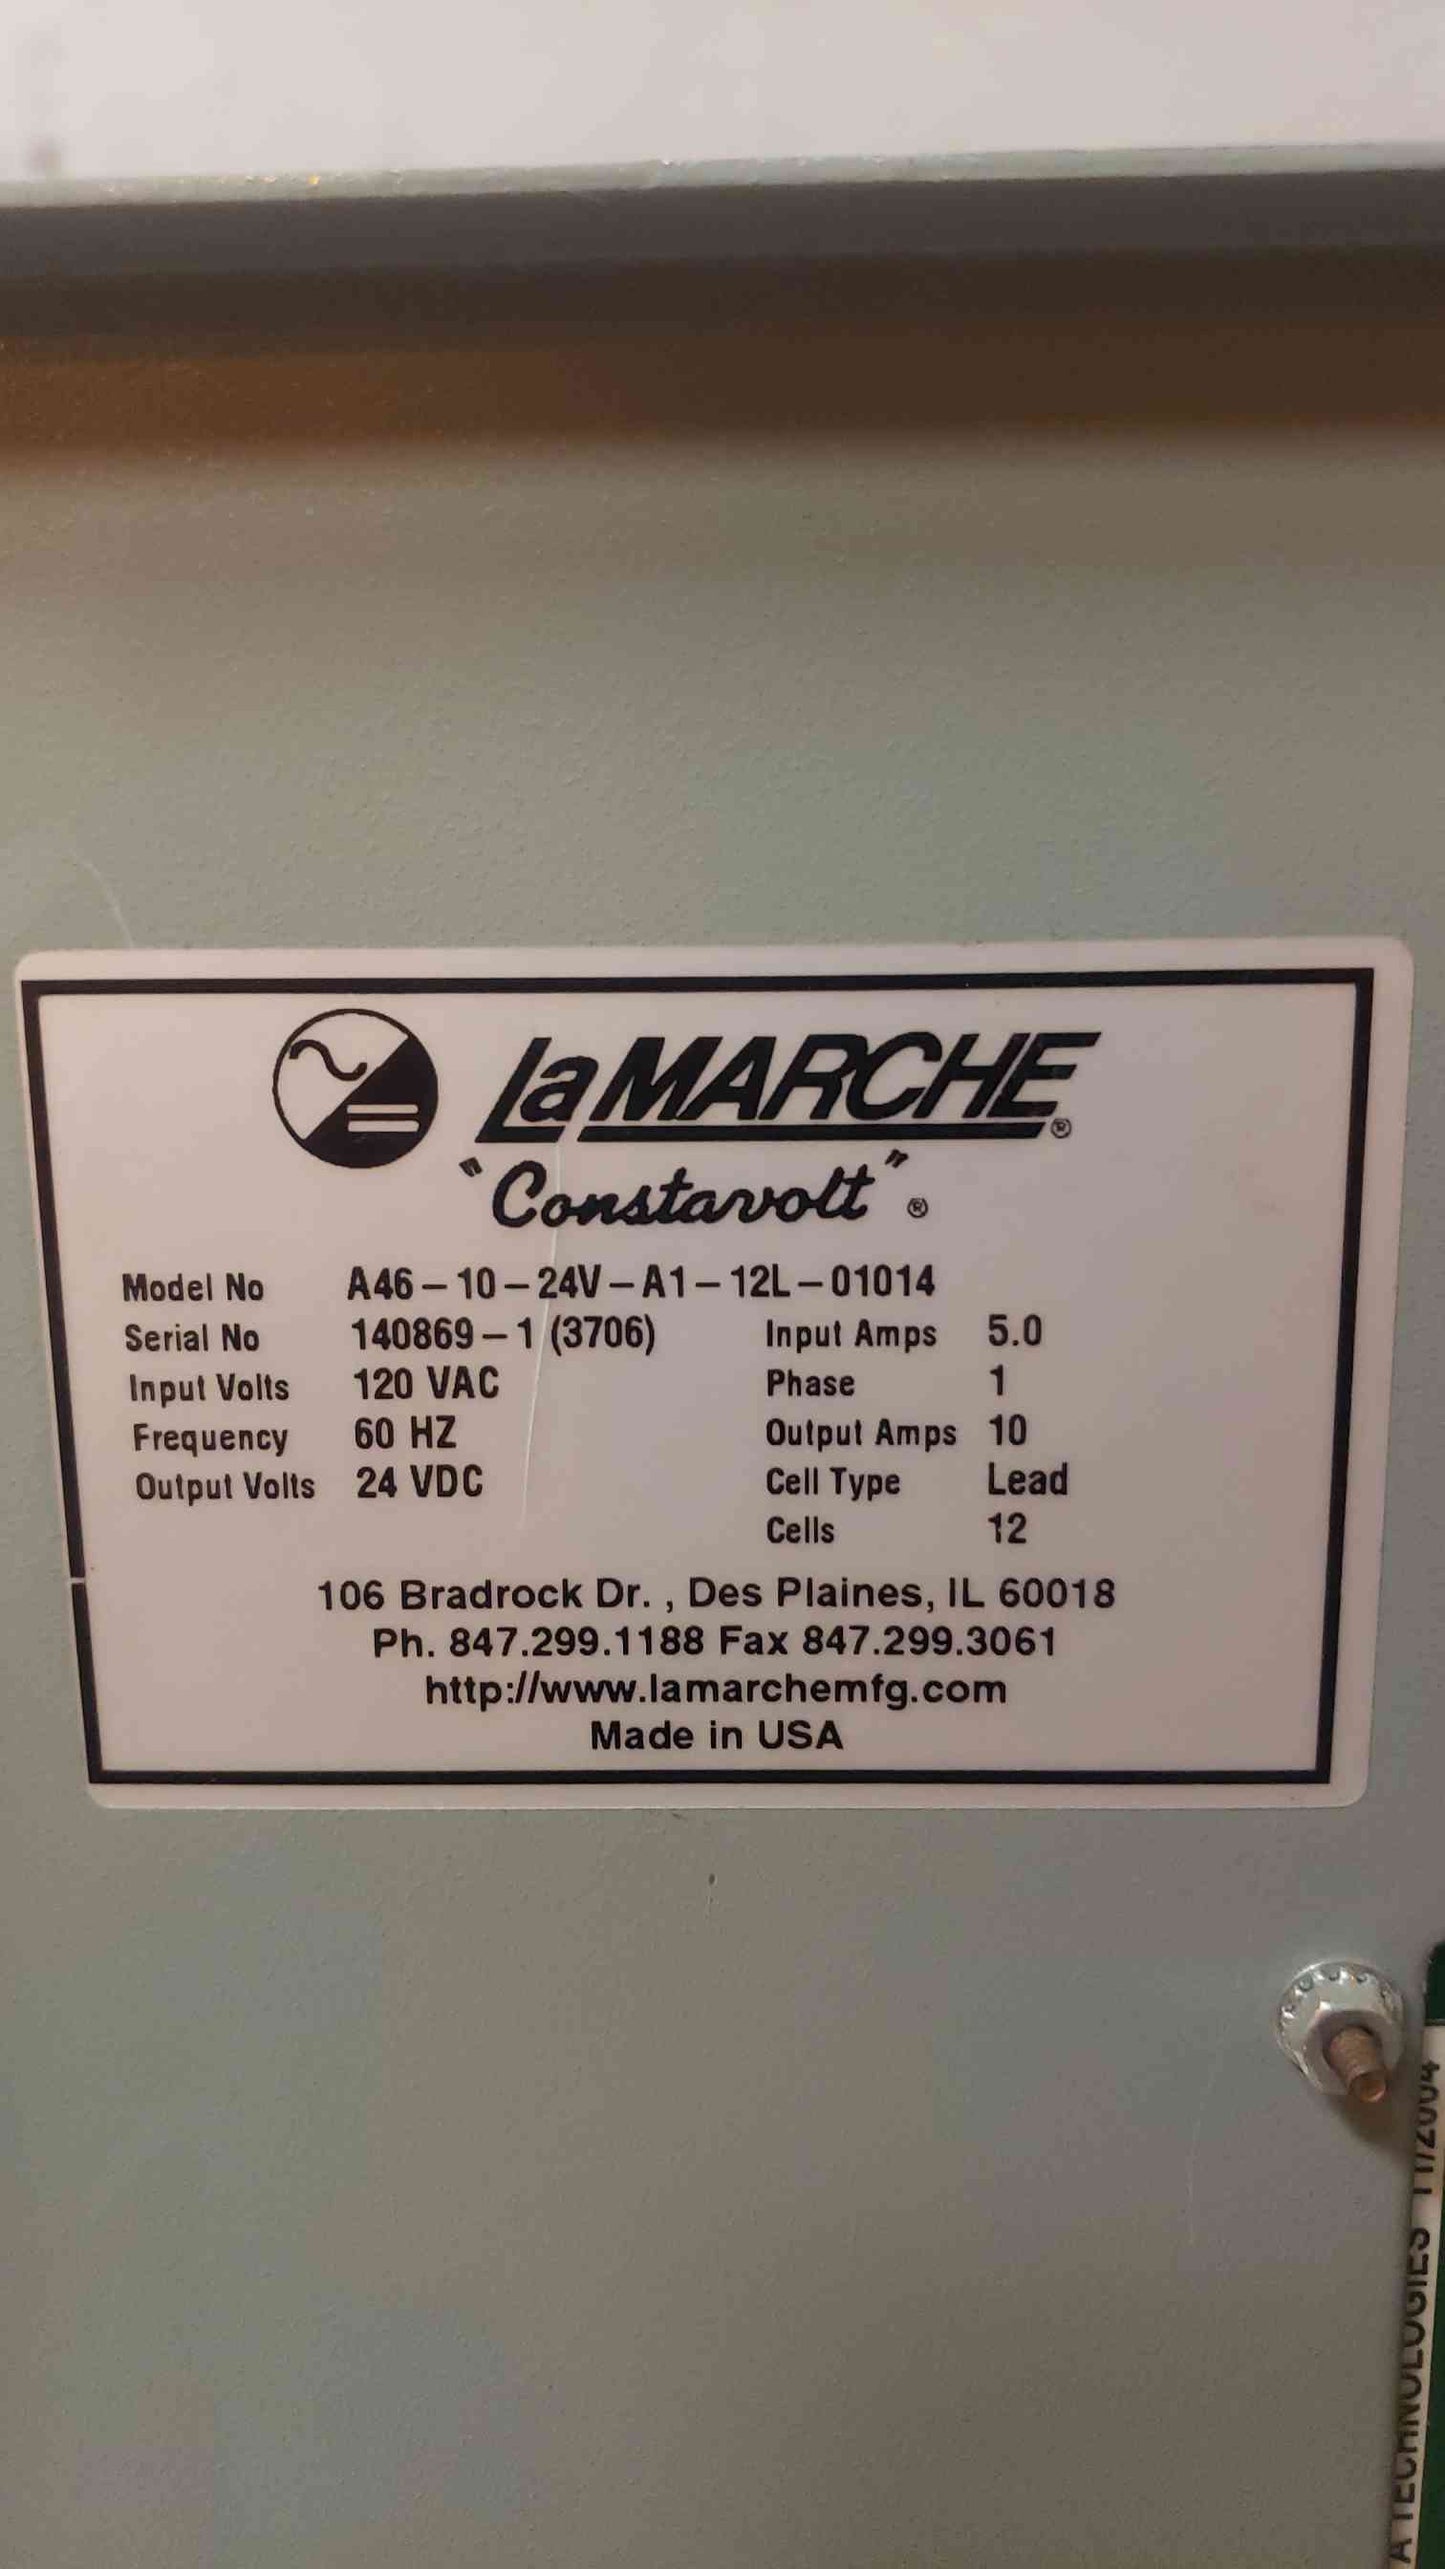 LaMARCHE®
"Constavolt"®
Model No A46-10-24V-A1-12L-01014
Serial No 140869-1 (3706) Input Amps 5.0
Input Volts 120 VAC Phase 1
Frequency 60 HZ Output Amps 10
Output Volts 24 VDC Cell Type Lead
Cells 12
106 Bradrock Dr. , Des Plaines, IL 60018
Ph. 847.299.1188 Fax 847.299.3061
http://www.lamarchemfg.com
Made in USA
A TECHNOLOGIES 11/2004